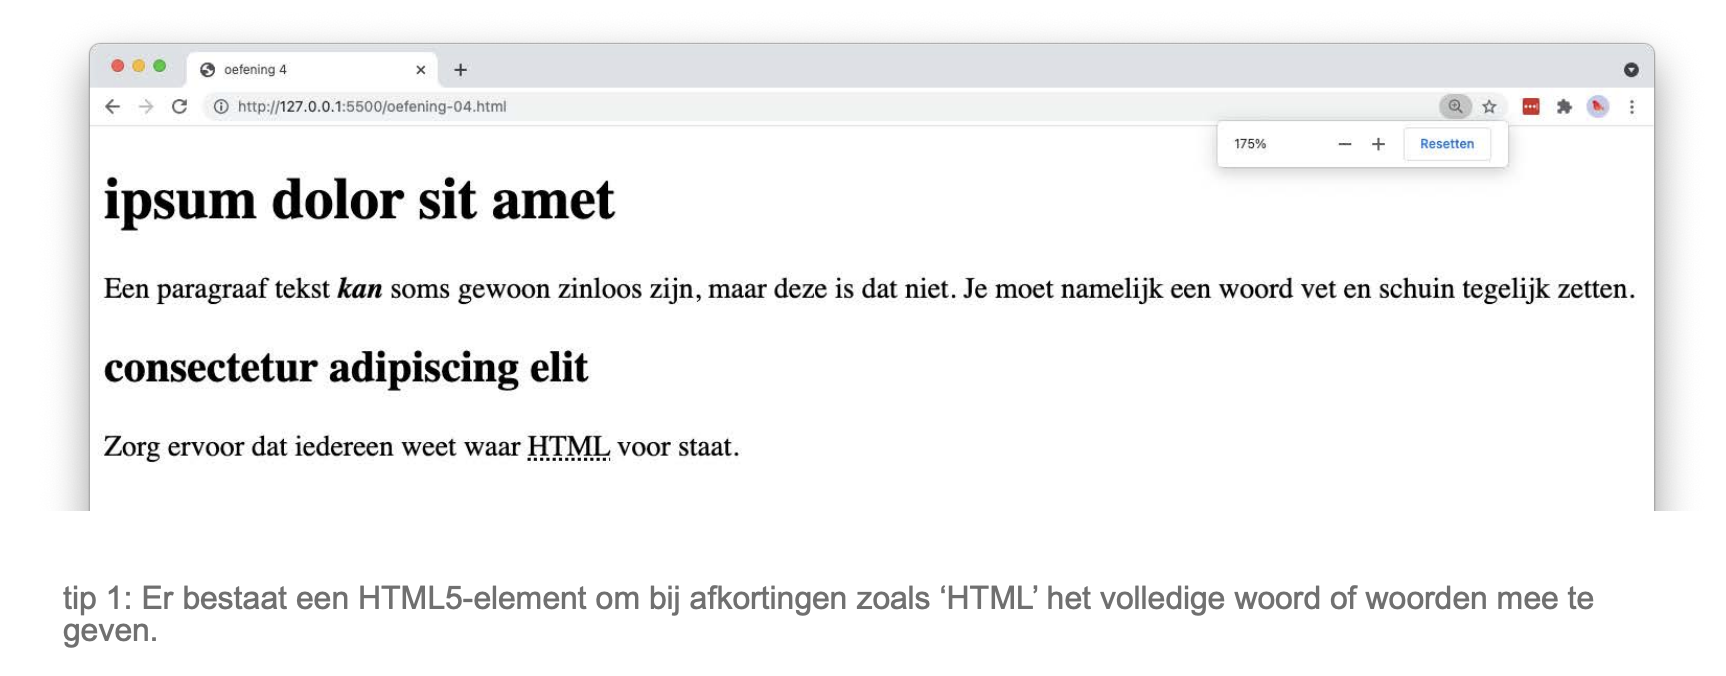 oefening 4
http://127.0.0.1:5500/oefening-04.html
175%
Resetten
ipsum dolor sit amet
Een paragraaf tekst kan soms gewoon zinloos zijn, maar deze is dat niet. Je moet namelijk een woord vet en schuin tegelijk zetten.
consectetur adipiscing elit
Zorg ervoor dat iedereen weet waar HTML voor staat.
tip 1: Er bestaat een HTML5-element om bij afkortingen zoals ‘HTML’ het volledige woord of woorden mee te
geven.